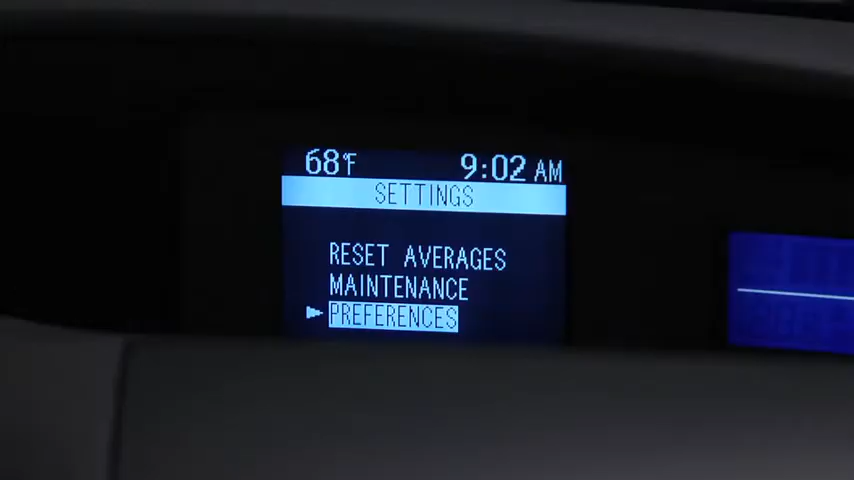 68°F 9:02 AM
SETTINGS
RESET AVERAGES
MAINTENANCE
PREFERENCES